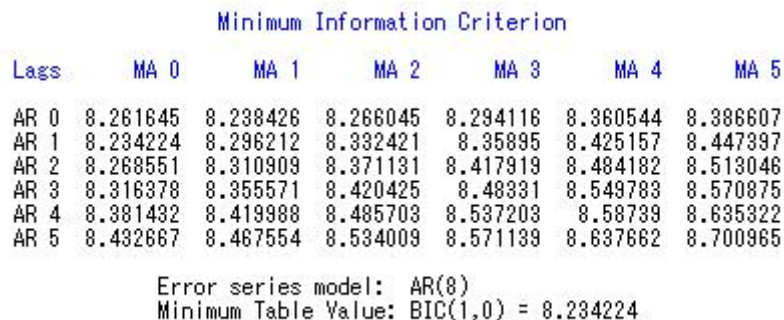 Minimum Information Criterion
Lags MA 0 MA 1 MA 2 MA 3 MA 4 MA 5
AR 0 8.261645 8.238426 8.266045 8.294116 8.360544 8.386607
AR 1 8.234224 8.296212 8.332421 8.35895 8.425157 8.447397
AR 2 8.268551 8.310909 8.371131 8.417919 8.484182 8.513046
AR 3 8.316378 8.355571 8.420425 8.48331 8.549783 8.570875
AR 4 8.381432 8.419988 8.485703 8.537203 8.58739 8.635322
AR 5 8.432667 8.467554 8.534009 8.571139 8.637662 8.700965
Error series model: AR(8)
Minimum Table Value: BIC(1,0) = 8.234224